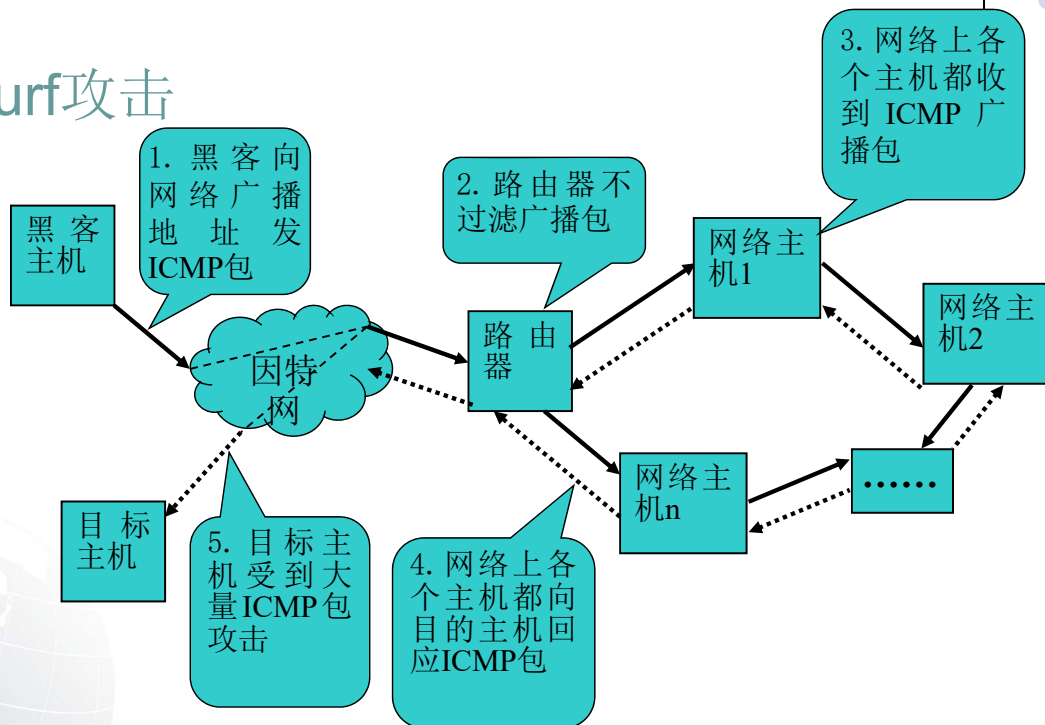 urf攻击
1. 黑客向
网络广播
地址发
ICMP包
2. 路由器不
过滤广播包
3. 网络上各
个主机都收
到ICMP广
播包
黑客
主机
因特
网
路由
器
网络主
机1
网络主
机2
目标
主机
5. 目标主
机受到大
量ICMP包
攻击
4. 网络上各
个主机都向
目的主机回
应ICMP包
网络主
机n
……